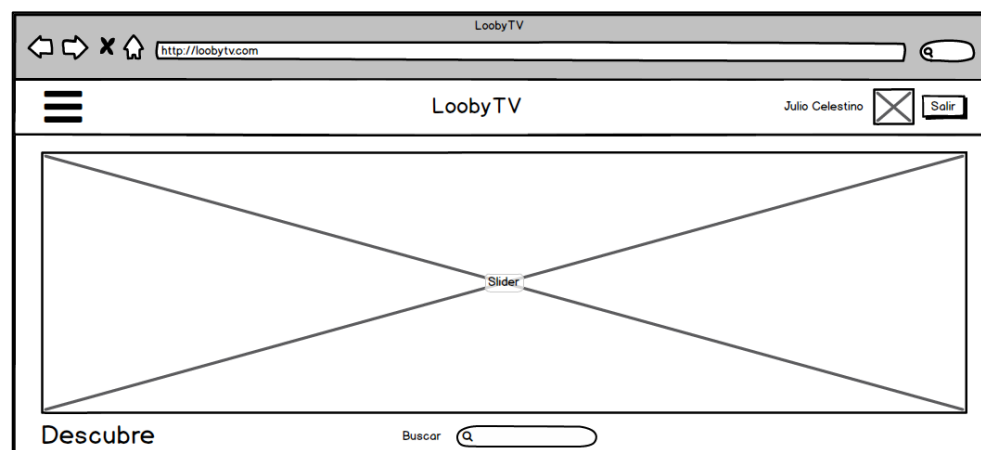 LoobyTV
http://loobytv.com
LoobyTV
Julio Celestino
Salir
Slider
Descubre
Buscar